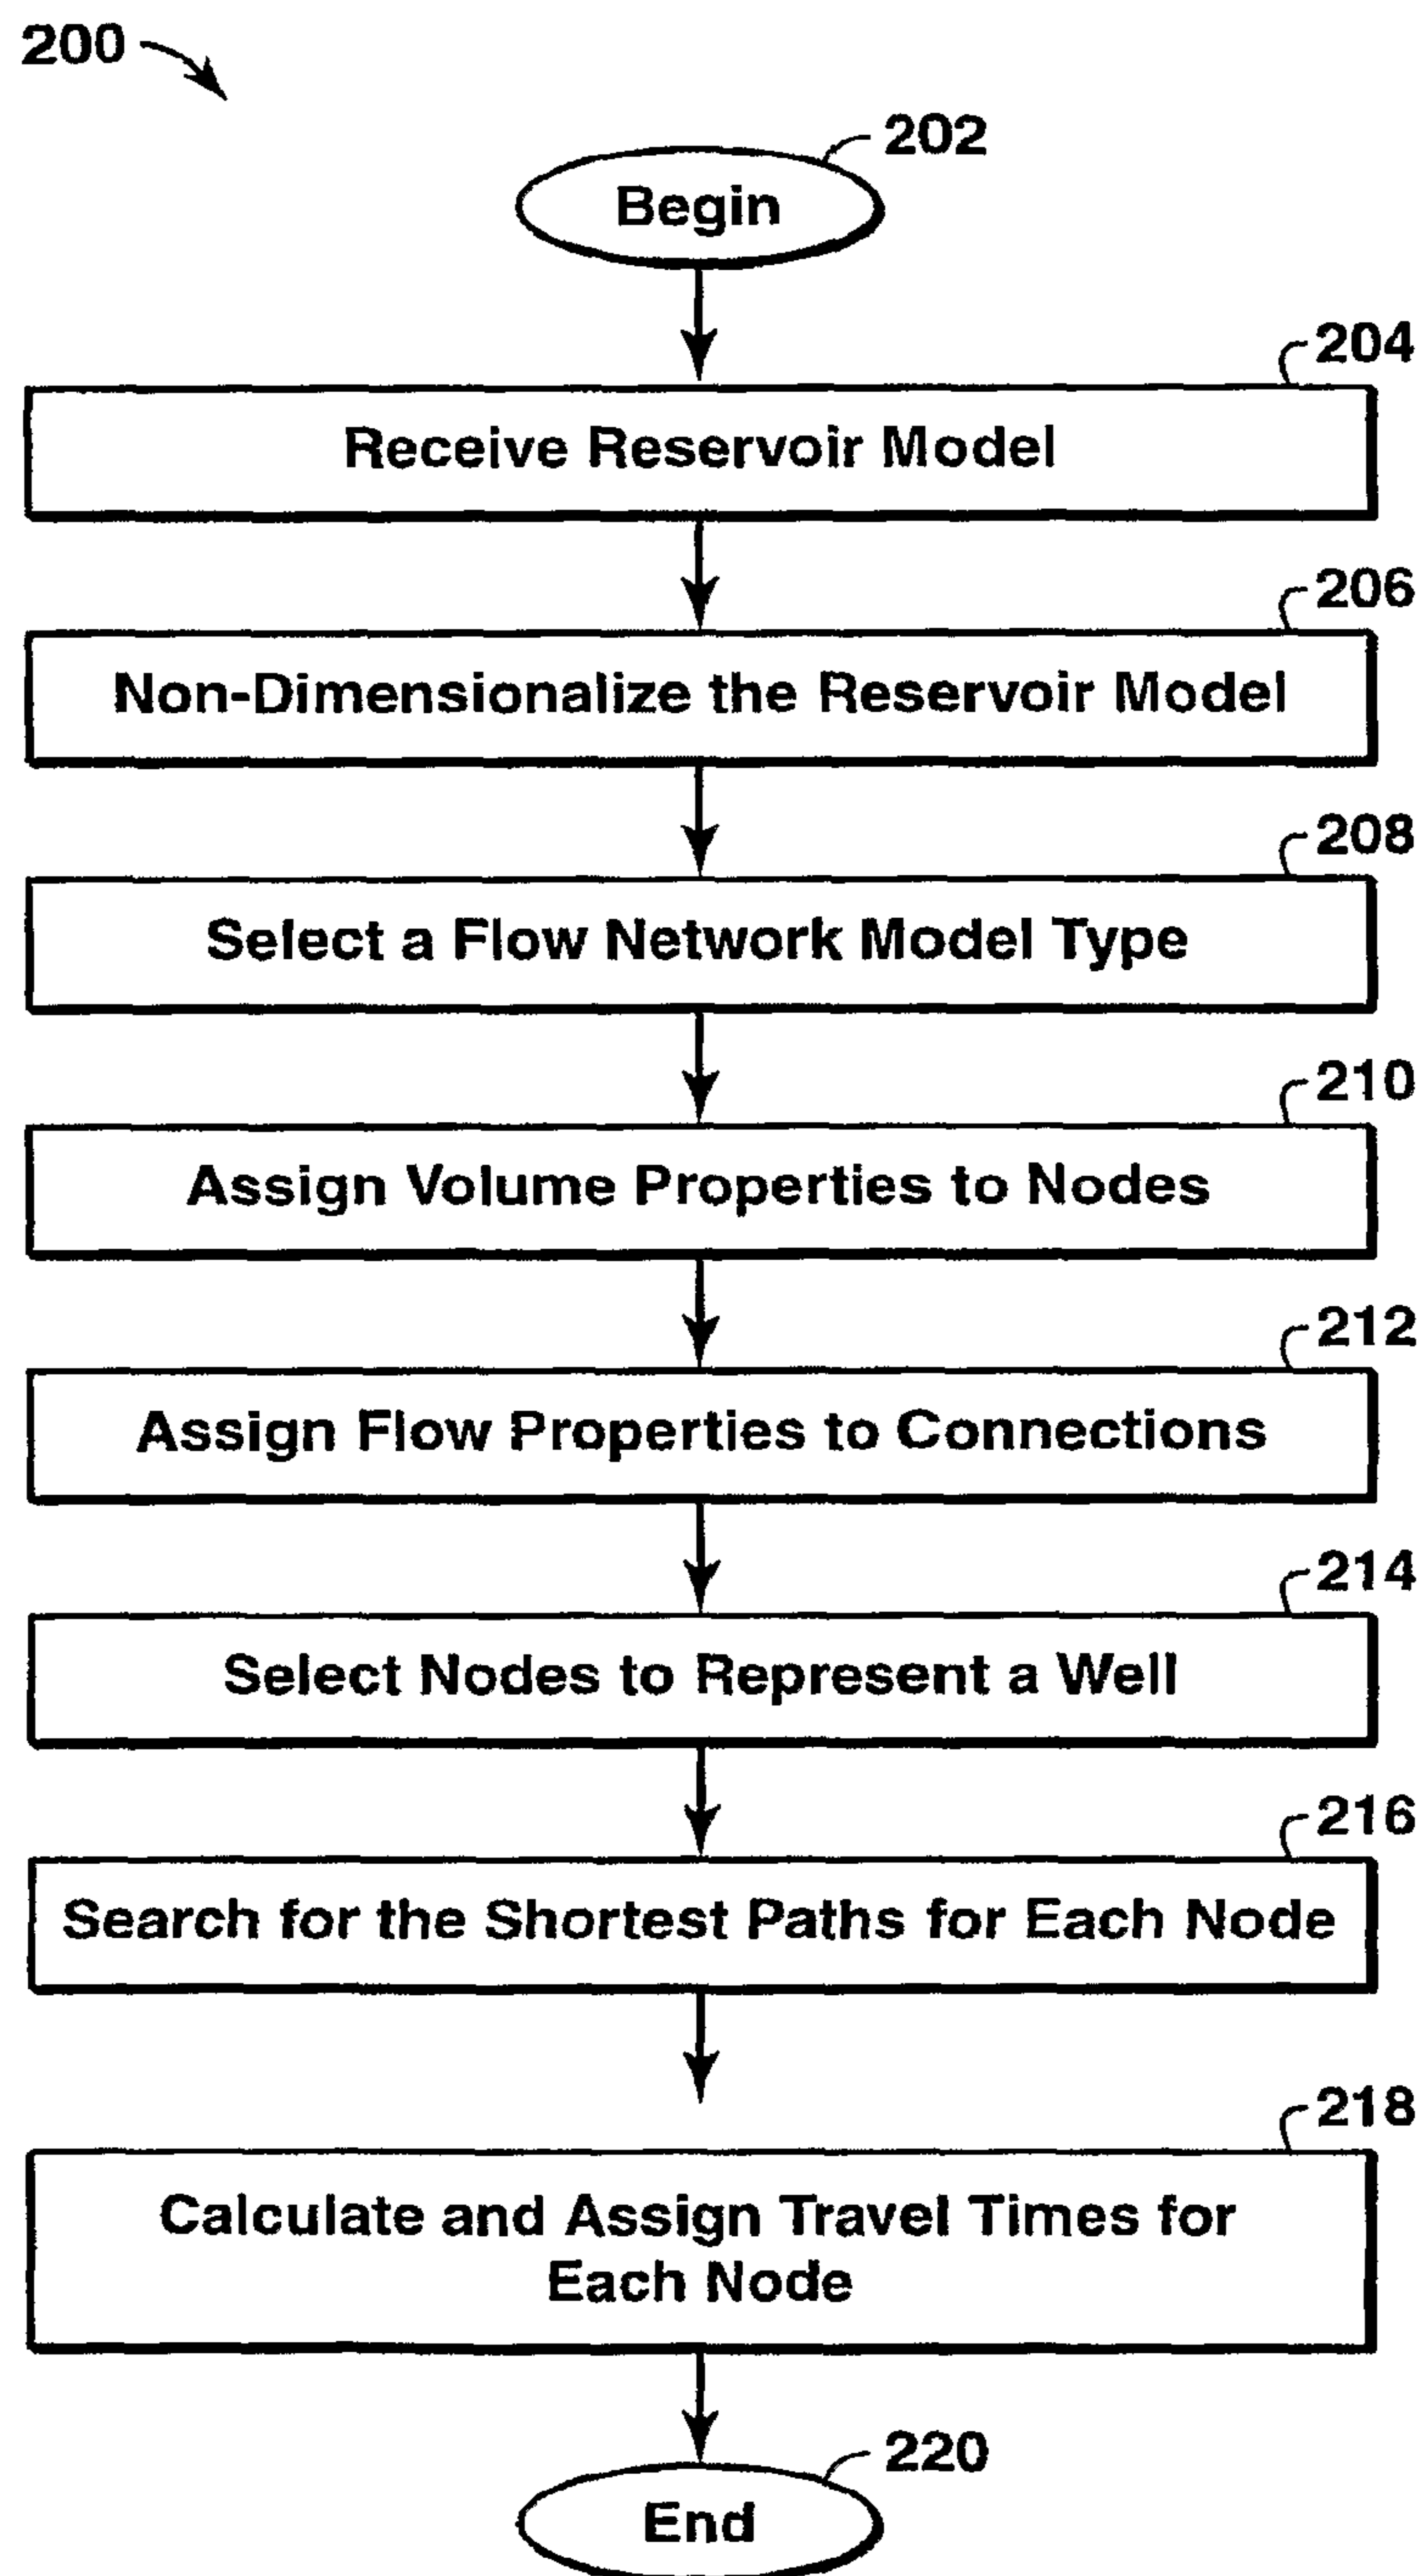 200
202
Begin
204
Receive Reservoir Model
206
Non-Dimensionalize the Reservoir Model
208
Select a Flow Network Model Type
210
Assign Volume Properties to Nodes
212
Assign Flow Properties to Connections
214
Select Nodes to Represent a Well
216
Search for the Shortest Paths for Each Node
218
Calculate and Assign Travel Times for
Each Node
220
End